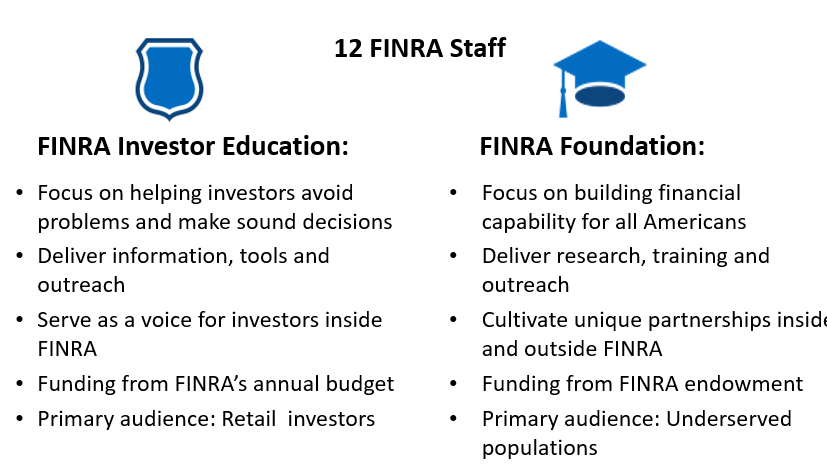 12 FINRA Staff
FINRA Investor Education:
• Focus on helping investors avoid
problems and make sound decisions
• Deliver information, tools and
outreach
• Serve as a voice for investors inside
FINRA
• Funding from FINRA’s annual budget
• Primary audience: Retail  investors
FINRA Foundation:
• Focus on building financial
capability for all Americans
• Deliver research, training and
outreach
• Cultivate unique partnerships inside
and outside FINRA
• Funding from FINRA endowment
• Primary audience: Underserved
populations